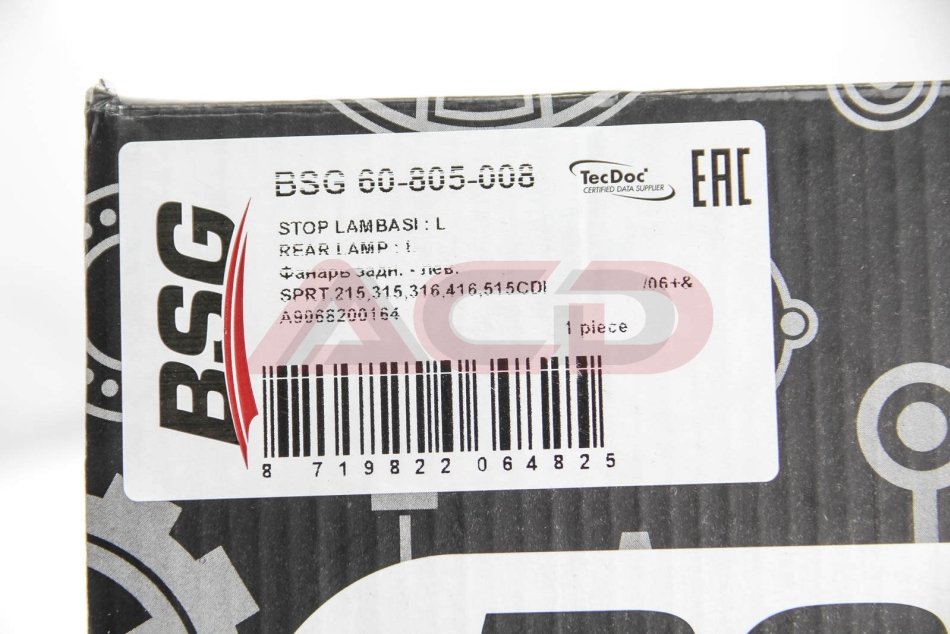 BSG
BSG 60-805-008
TecDoc
CERTIFIED DATA SUPPLIER
EAC
STOP LAMBASI : L
REAR LAMP : L
Фанарь задн. - лев.
SPRT,215,315,316,416,515CDI /06+&
A9068200164
1 piece
8 719822 064825
ACD